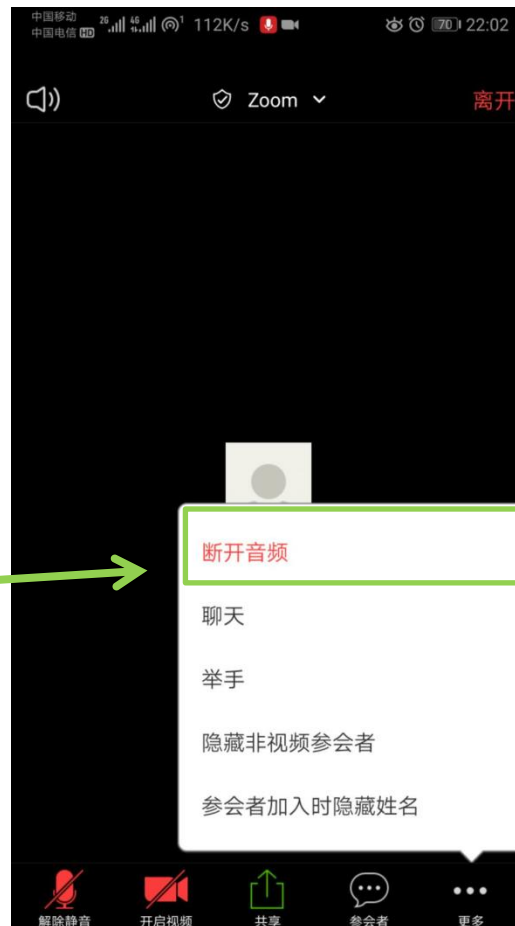 中国移动
中国电信 HD 26 46 1 112K/s 70 22:02
Zoom 离开
断开音频
聊天
举手
隐藏非视频参会者
参会者加入时隐藏姓名
解除静音 开启视频 共享 参会者 更多